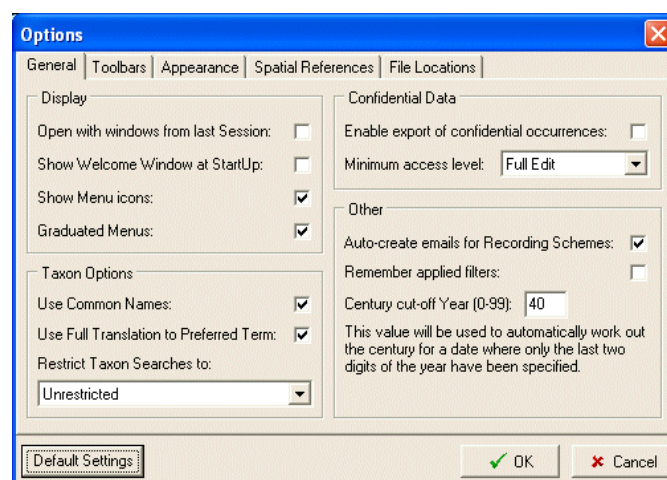 Options
General
Toolbars
Appearance
Spatial References
File Locations
Display
Open with windows from last Session:
Show Welcome Window at StartUp:
Show Menu icons:
Graduated Menus:
Taxon Options
Use Common Names:
Use Full Translation to Preferred Term:
Restrict Taxon Searches to:
Unrestricted
Confidential Data
Enable export of confidential occurrences:
Minimum access level: Full Edit
Other
Auto-create emails for Recording Schemes:
Remember applied filters:
Century cut-off Year (0-99): 40
This value will be used to automatically work out
the century for a date where only the last two
digits of the year have been specified.
Default Settings
OK
Cancel